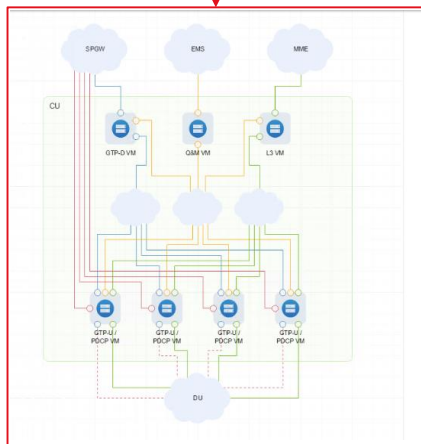 SPGW
EMS
MME
CU
GTP-D VM
O&M VM
L3 VM
GTP-U /
PDCP VM
GTP-U /
PDCP VM
GTP-U /
PDCP VM
GTP-U /
PDCP VM
DU